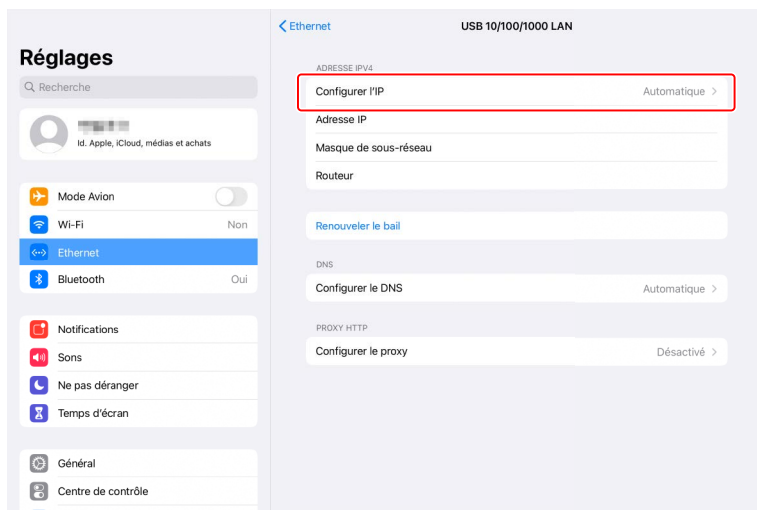 Réglages
Recherche
Id. Apple, iCloud, médias et achats
Mode Avion
Wi-Fi Non
Ethernet
Bluetooth Oui
Notifications
Sons
Ne pas déranger
Temps d'écran
Général
Centre de contrôle
Ethernet USB 10/100/1000 LAN
ADRESSE IPV4
Configurer l'IP Automatique
Adresse IP
Masque de sous-réseau
Routeur
Renouveler le bail
DNS
Configurer le DNS Automatique
PROXY HTTP
Configurer le proxy Désactivé